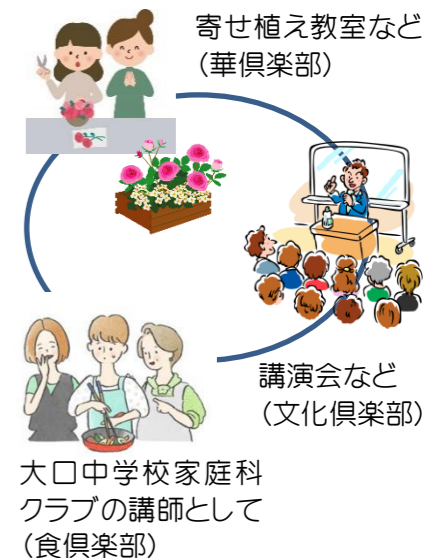 寄せ植え教室など
（華倶楽部）
講演会など
（文化倶楽部）
大口中学校家庭科
クラブの講師として
（食倶楽部）